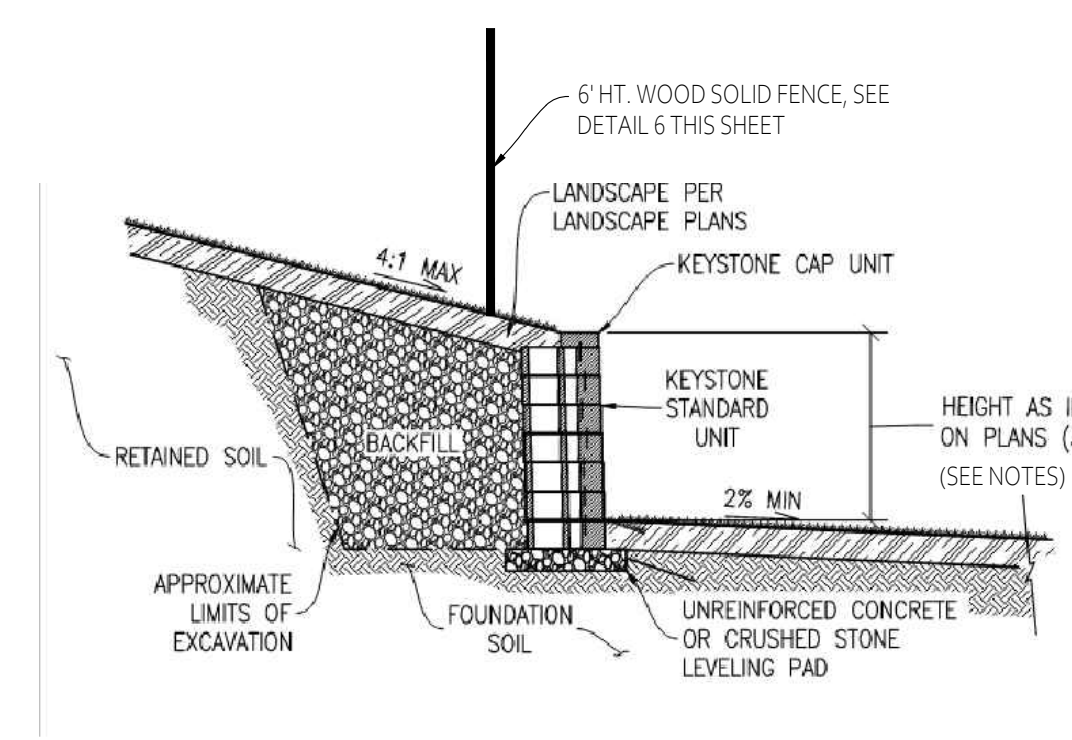 6' HT. WOOD SOLID FENCE, SEE
DETAIL 6 THIS SHEET
LANDSCAPE PER
LANDSCAPE PLANS
4:1 MAX
KEYSTONE CAP UNIT
KEYSTONE
STANDARD
UNIT
HEIGHT AS
ON PLANS
(SEE NOTES)
BACKFILL
RETAINED SOIL
2% MIN
APPROXIMATE
LIMITS OF
EXCAVATION
FOUNDATION
SOIL
UNREINFORCED CONCRETE
OR CRUSHED STONE
LEVELING PAD